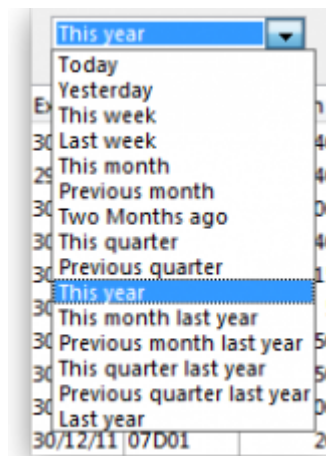 This year
Today
Yesterday
This week
Last week
This month
Previous month
Two Months ago
This quarter
Previous quarter
This year
This month last year
Previous month last year
This quarter last year
Previous quarter last year
Last year
30/12/11 07D01